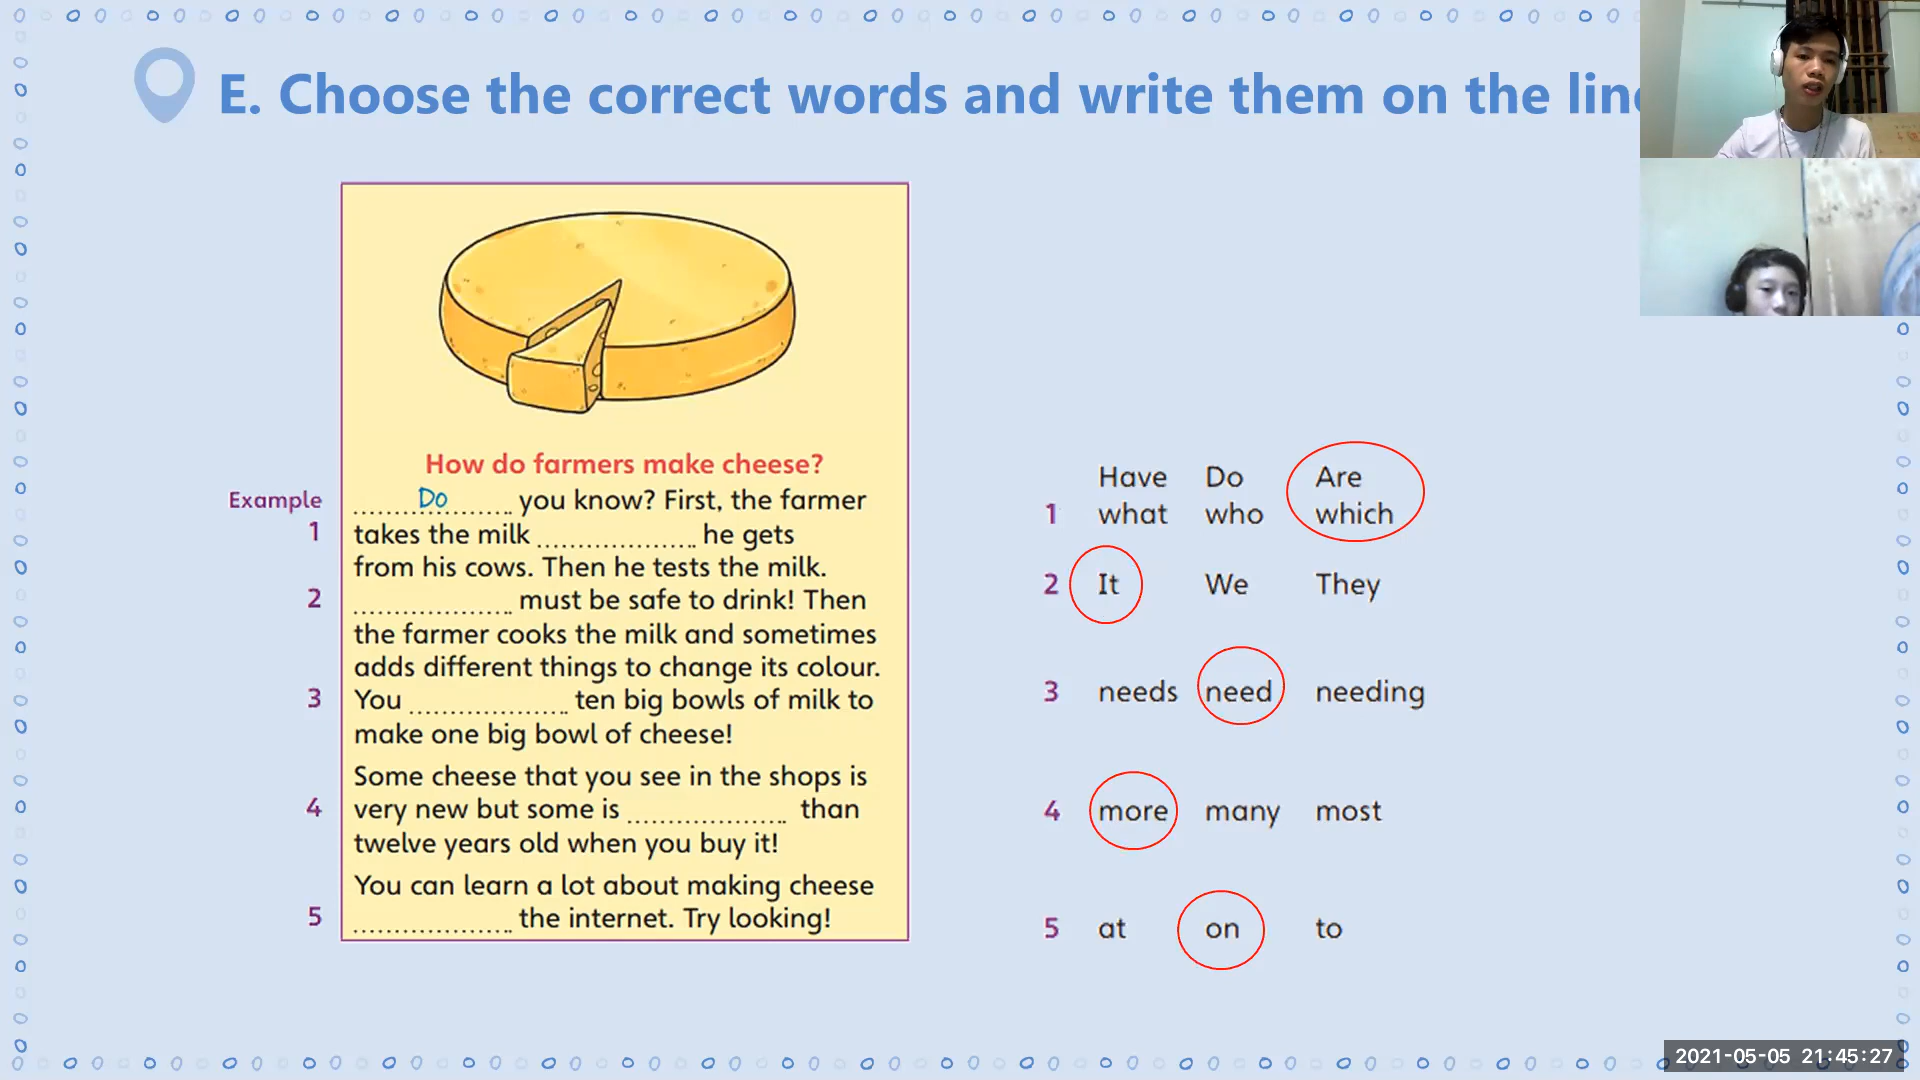 E. Choose the correct words and write them on the line
How do farmers make cheese?
Example Do you know? First, the farmer
1 takes the milk .................... he gets
from his cows. Then he tests the milk.
2 .................... must be safe to drink! Then
the farmer cooks the milk and sometimes
adds different things to change its colour.
3 You .................... ten big bowls of milk to
make one big bowl of cheese!
Some cheese that you see in the shops is
4 very new but some is .................... than
twelve years old when you buy it!
You can learn a lot about making cheese
5 .................... the internet. Try looking!
Have Do Are
1 what who which
2 It We They
3 needs need needing
4 more many most
5 at on to
2021-05-05 21:45:27